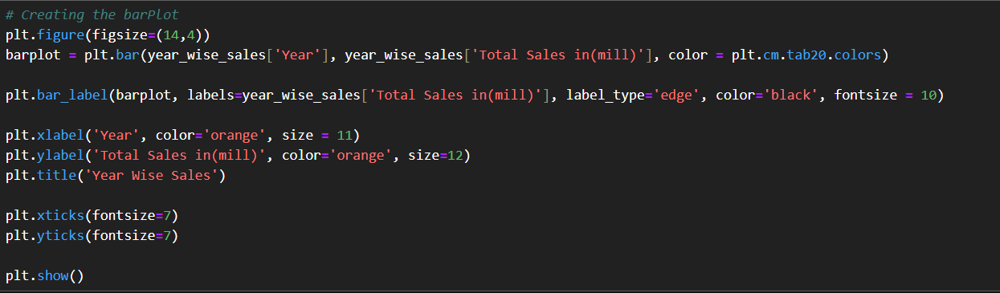 # Creating the barPlot
plt.figure(figsize=(14,4))
barplot = plt.bar(year_wise_sales['Year'], year_wise_sales['Total Sales in(mill)'], color = plt.cm.tab20.colors)
plt.bar_label(barplot, labels=year_wise_sales['Total Sales in(mill)'], label_type='edge', color='black', fontsize = 10)
plt.xlabel('Year', color='orange', size = 11)
plt.ylabel('Total Sales in(mill)', color='orange', size=12)
plt.title('Year Wise Sales')
plt.xticks(fontsize=7)
plt.yticks(fontsize=7)
plt.show()